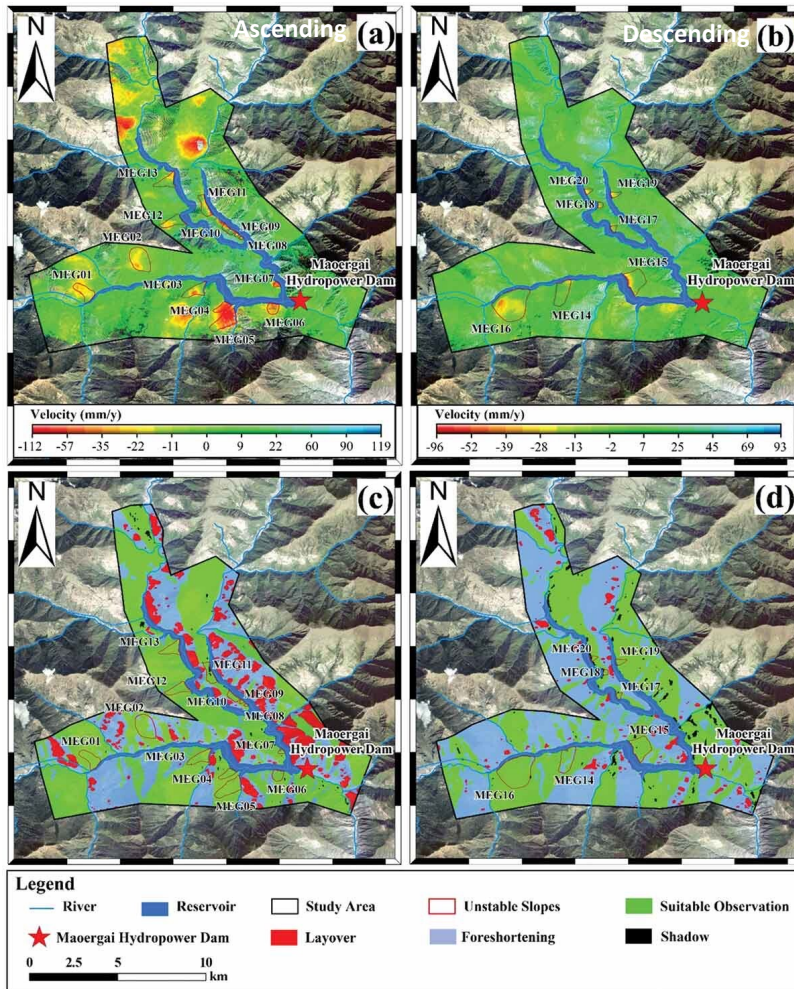 Ascending
(a)
N
MEG13
MEG11
MEG12
MEG10
MEG09
MEG08
MEG02
MEG01
MEG03
MEG07
Maoergai
Hydropower Dam
MEG04
MEG06
MEG05
Velocity (mm/y)
-112 -57 -35 -22 -11 0 22 60 90 119
Descending
(b)
N
MEG20
MEG19
MEG18
MEG17
MEG15
Maoergai
Hydropower Dam
MEG16
MEG14
Velocity (mm/y)
-96 -52 -39 -28 -13 -2 7 25 69 93
(c)
N
MEG13
MEG11
MEG12
MEG10
MEG09
MEG08
MEG02
MEG01
MEG03
MEG07
Maoergai
Hydropower Dam
MEG04
MEG06
MEG05
(d)
N
MEG20
MEG19
MEG18
MEG17
MEG15
Maoergai
Hydropower Dam
MEG16
MEG14
Legend
River
Reservoir
Study Area
Unstable Slopes
Suitable Observation
Maoergai Hydropower Dam
Layover
Foreshortening
Shadow
0 2.5 5 10
km